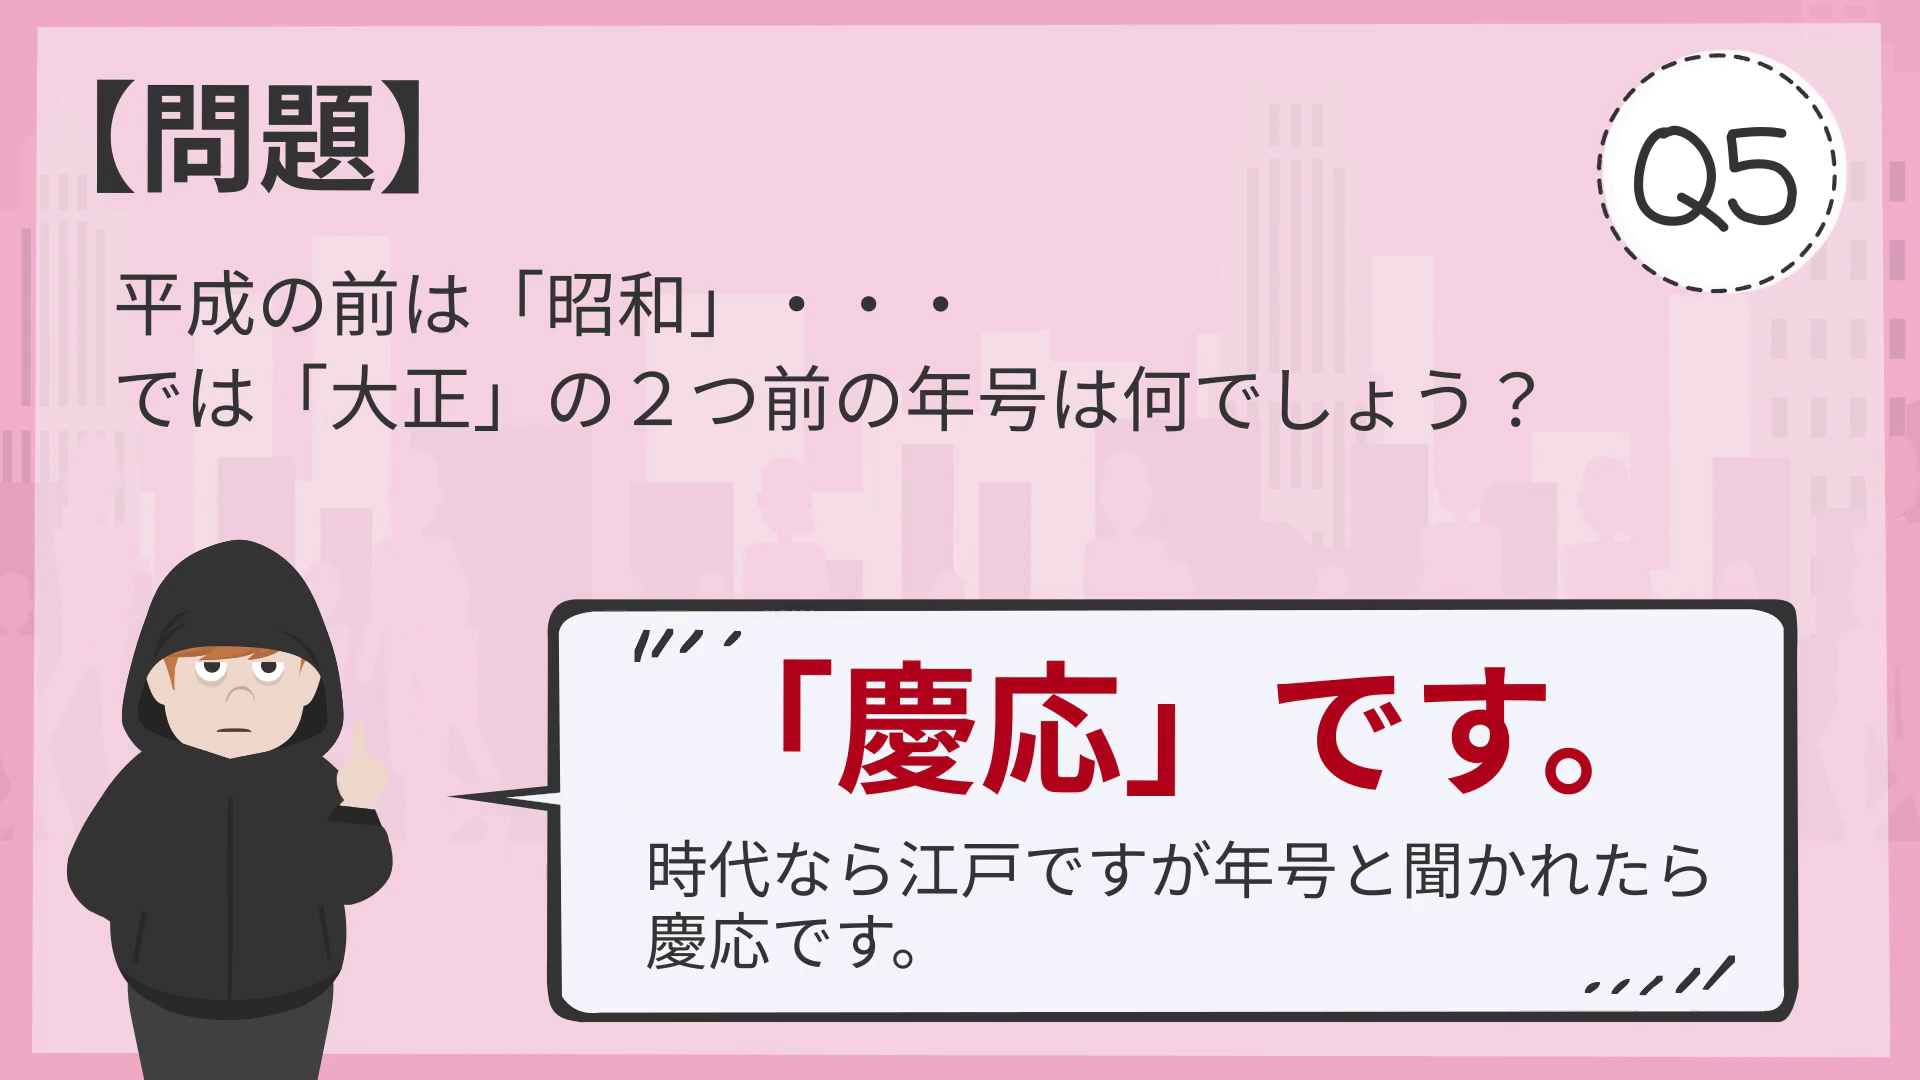 【問題】
Q5
平成の前は「昭和」・・・
では「大正」の２つ前の年号は何でしょう？
「慶応」です。
時代なら江戸ですが年号と聞かれたら
慶応です。